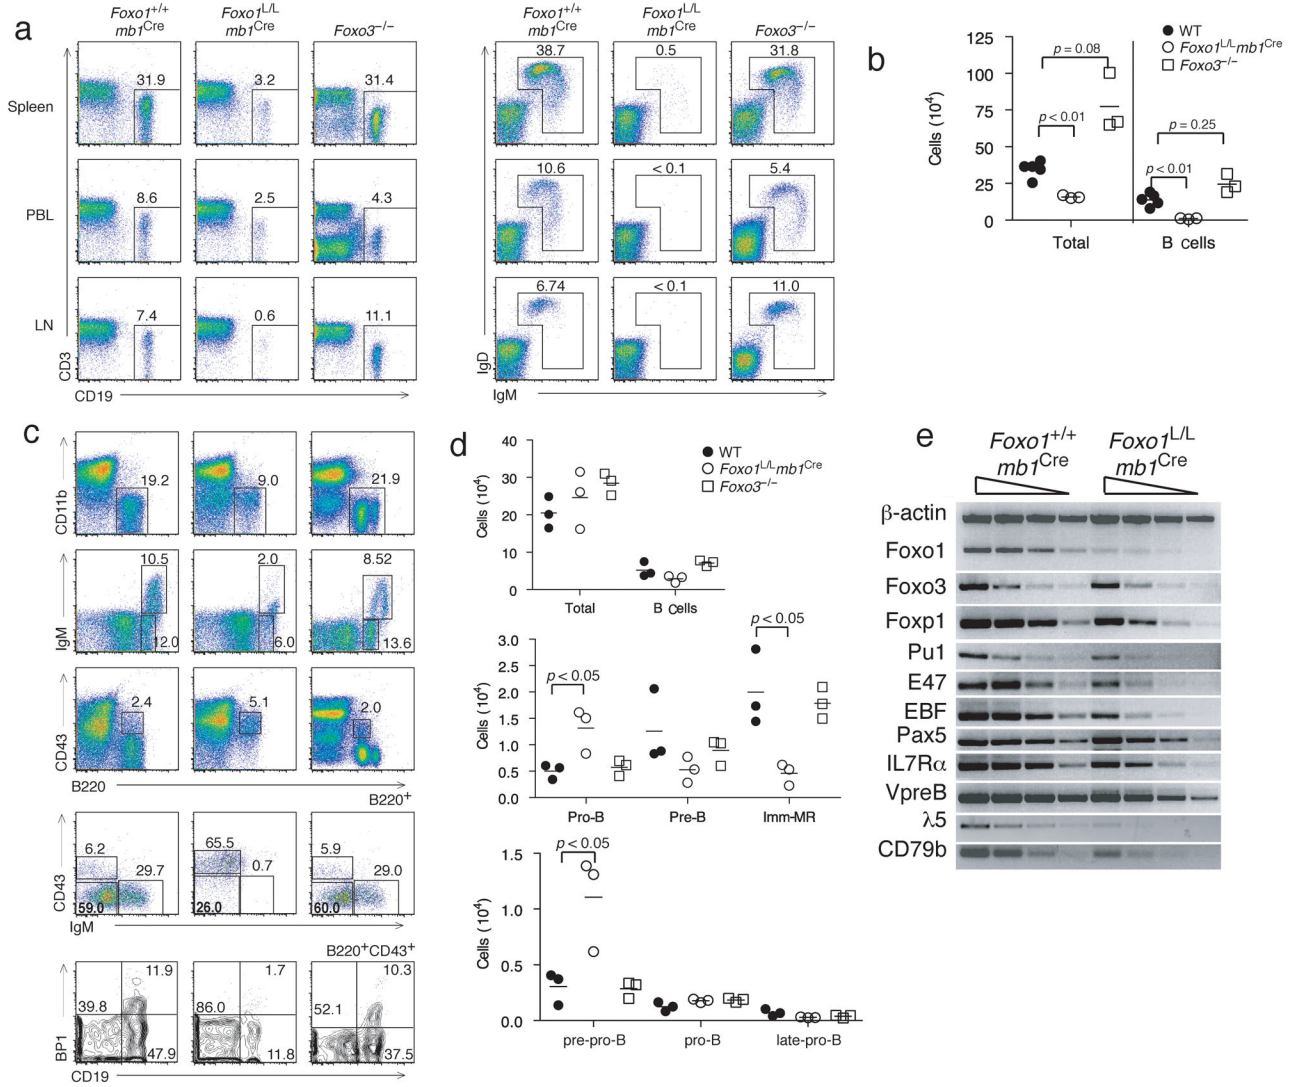 a
Foxo1+/+ mb1Cre
Foxo1L/L mb1Cre
Foxo3−/−
Spleen
31.9
3.2
31.4
PBL
8.6
2.5
4.3
LN
7.4
0.6
11.1
CD3
CD19
Foxo1+/+ mb1Cre
Foxo1L/L mb1Cre
Foxo3−/−
38.7
0.5
31.8
10.6
< 0.1
5.4
6.74
< 0.1
11.0
IgD
IgM
b
WT
Foxo1L/Lmb1Cre
Foxo3−/−
Cells (10⁴)
125
100
75
50
25
0
p = 0.08
p < 0.01
p = 0.25
p < 0.01
Total
B cells
c
CD11b
19.2
9.0
21.9
IgM
10.5
2.0
8.52
12.0
6.0
13.6
CD43
2.4
5.1
2.0
B220
B220+
CD43
6.2
65.5
5.9
29.7
0.7
29.0
59.0
26.0
60.0
IgM
B220+CD43+
BP1
11.9
1.7
10.3
39.8
86.0
52.1
47.9
11.8
37.5
CD19
d
WT
Foxo1L/Lmb1Cre
Foxo3−/−
Cells (10⁴)
40
30
20
10
0
Total
B cells
Cells (10⁴)
3.0
2.5
2.0
1.5
1.0
0.5
0.0
p < 0.05
p < 0.05
Pro-B
Pre-B
Imm-MR
Cells (10⁴)
1.5
1.0
0.5
0.0
p < 0.05
pre-pro-B
pro-B
late-pro-B
e
Foxo1+/+ mb1Cre
Foxo1L/L mb1Cre
β-actin
Foxo1
Foxo3
Foxp1
Pu1
E47
EBF
Pax5
IL7Rα
VpreB
λ5
CD79b